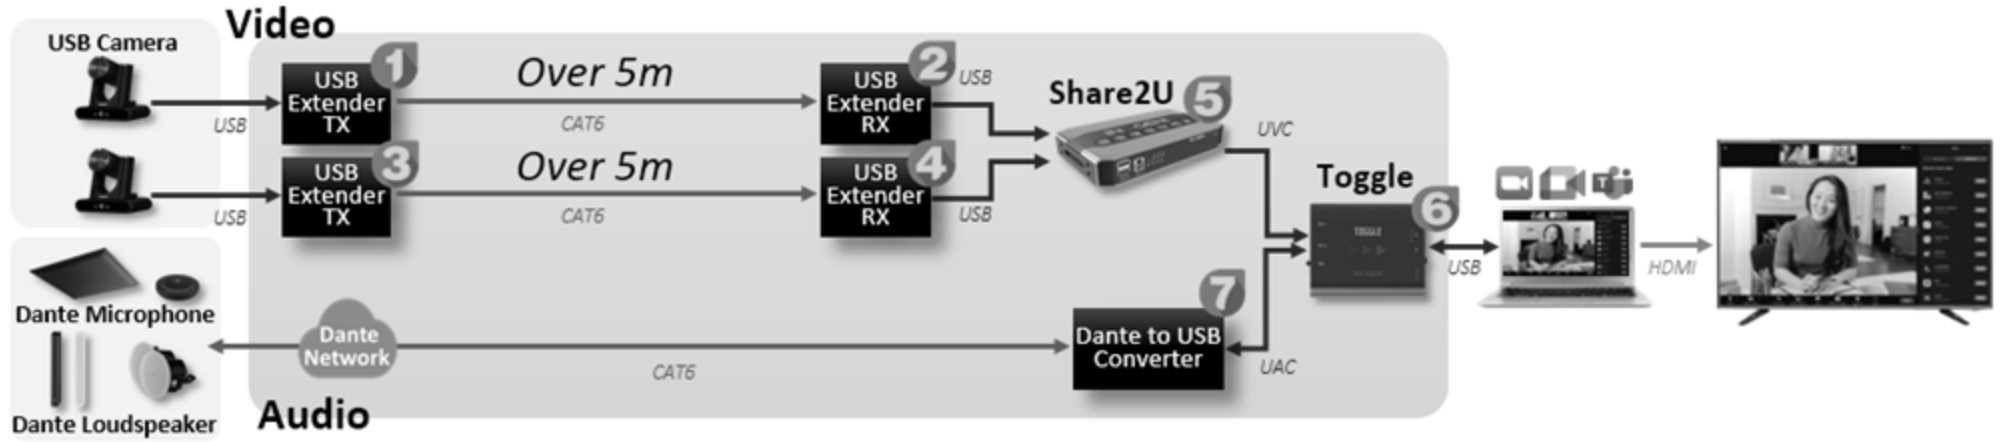 Video
USB Camera
USB
USB
USB
Extender
TX
1
Over 5m
CAT6
USB
Extender
RX
2
USB
USB
Extender
TX
3
Over 5m
CAT6
USB
Extender
RX
4
USB
Share2U
5
UVC
Toggle
6
TOGGLE
USB
HDMI
Dante Microphone
Dante Loudspeaker
Dante
Network
CAT6
Dante to USB
Converter
7
UAC
Audio